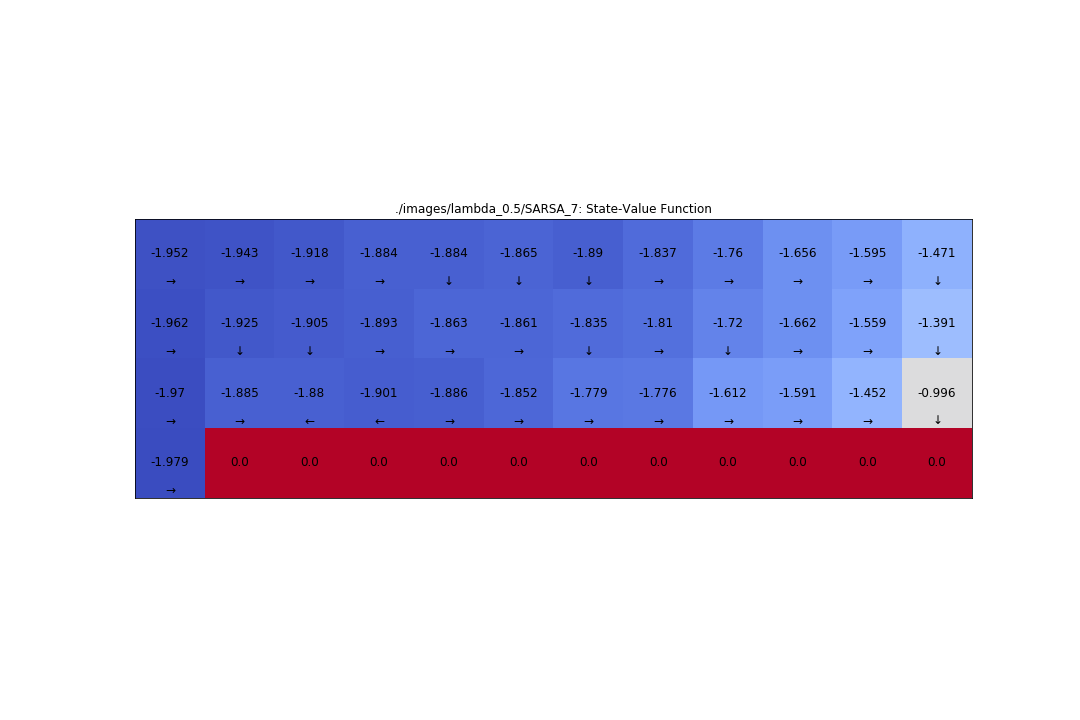 ./images/lambda_0.5/SARSA_7: State-Value Function
-1.952 -1.943 -1.918 -1.884 -1.884 -1.865 -1.89 -1.837 -1.76 -1.656 -1.595 -1.471
→ → → → ↓ ↓ ↓ → → → → ↓
-1.962 -1.925 -1.905 -1.893 -1.863 -1.861 -1.835 -1.81 -1.72 -1.662 -1.559 -1.391
→ ↓ ↓ → → → ↓ → ↓ → → ↓
-1.97 -1.885 -1.88 -1.901 -1.886 -1.852 -1.779 -1.776 -1.612 -1.591 -1.452 -0.996
→ → ← ← → → → → → → → ↓
-1.979 0.0 0.0 0.0 0.0 0.0 0.0 0.0 0.0 0.0 0.0 0.0
→